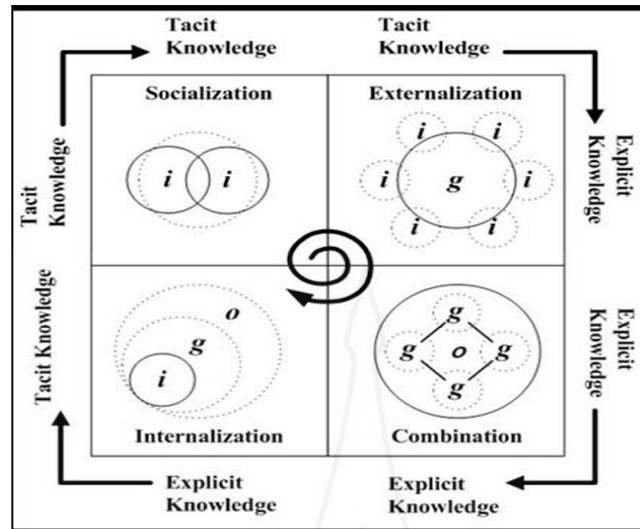 Tacit Knowledge
Tacit Knowledge
Tacit Knowledge
Socialization
i i
Externalization
i i
i g i
i i
Explicit Knowledge
Tacit Knowledge
o
g
i
Internalization
g
g o g
g
Combination
Explicit Knowledge
Explicit Knowledge
Explicit Knowledge